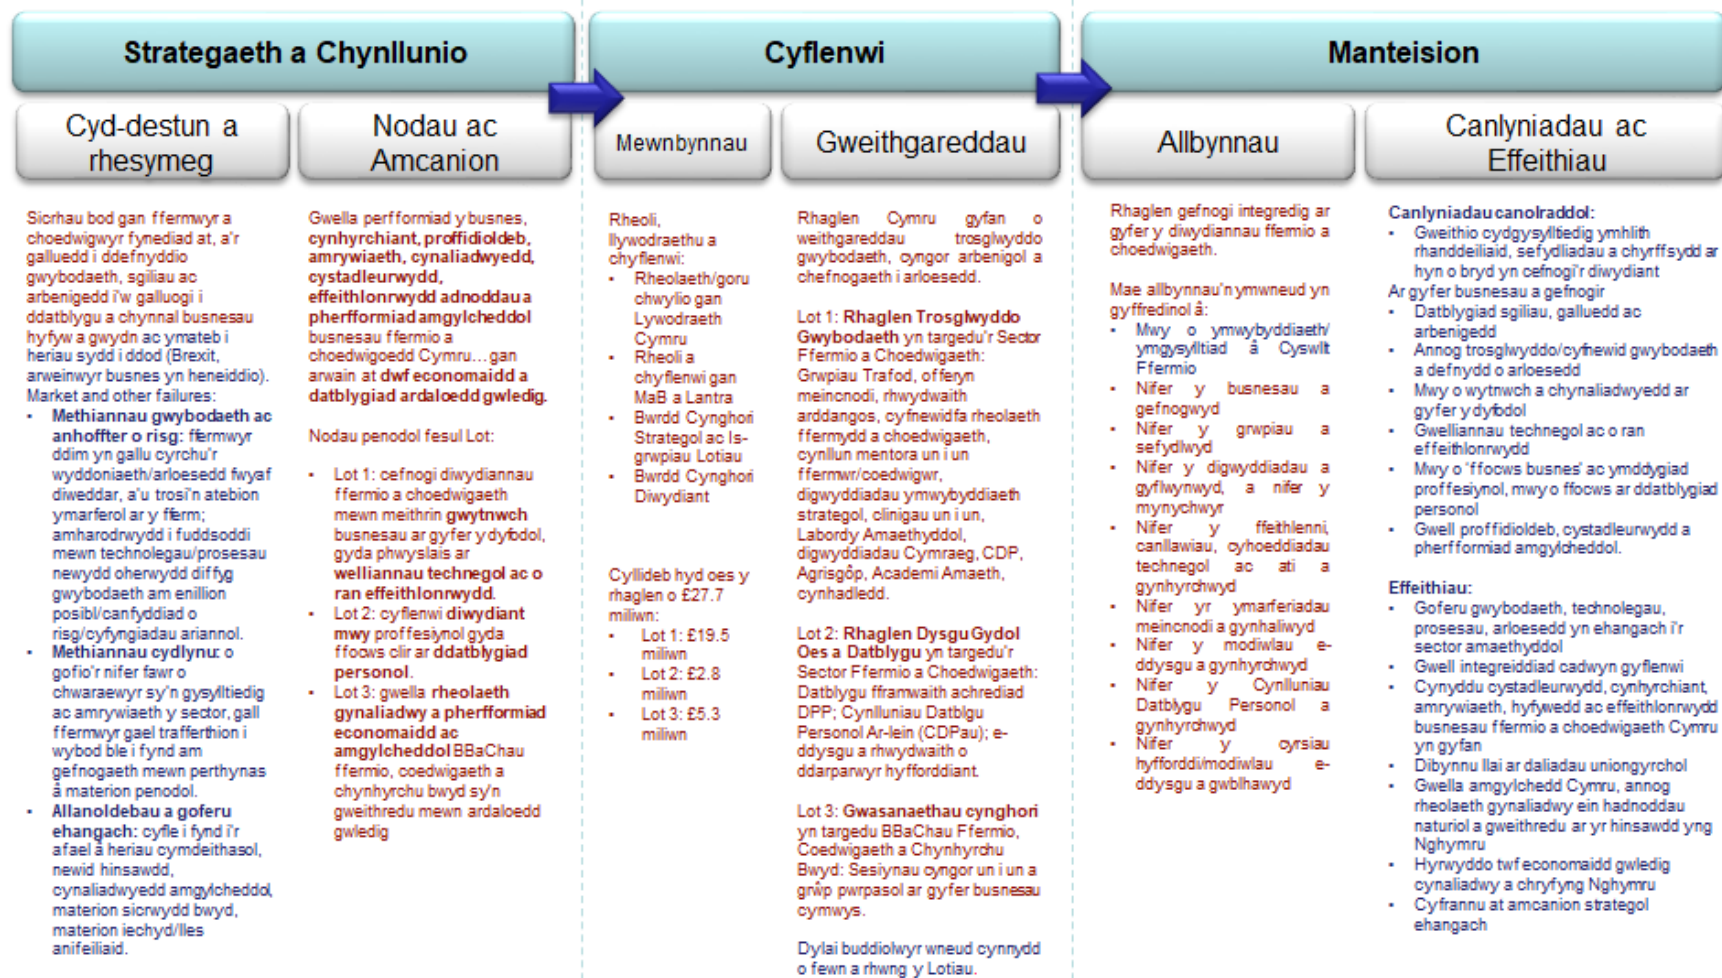 Strategaeth a Chynllunio
Cyflenwi
Manteision
Cyd-destun a
rhesymeg
Nodau ac
Amcanion
Mewnbynnau
Gweithgareddau
Allbynnau
Canlyniadau ac
Effeithiau
Sicrhau bod gan ffermwyr a
choedwigwyr fynediad at, a'r
galluedd i ddefnyddio
gwybodaeth, sgiliau ac
arbenigedd i'w galluogi i
ddatblygu a chynnal busnesau
hyfyw a gwydn ac ymateb i
heriau sydd i ddod (Brexit,
arweinwyr busnes yn heneiddio).
Market and other failures:
• Methiannau gwybodaeth ac
anhoffter o risg: ffermwyr
ddim yn gallu cyrchu'r
wyddoniaeth/arloesedd fwyaf
diweddar, a'u trosi'n atebion
ymarferol ar y fferm;
amharodrwydd i fuddsoddi
mewn technolegau/prosesau
newydd oherwydd diffyg
gwybodaeth am enillion
posibl/canfyddiad o
risg/cyfyngiadau ariannol.
• Methiannau cydlynu: o
gofio'r nifer fawr o
chwaraewyr sy'n gysylltiedig
ac amrywiaeth y sector, gall
ffermwyr gael trafferthion i
wybod ble i fynd am
gefnogaeth mewn perthynas
â materion penodol.
• Allanoldebau a goferu
ehangach: cyfle i fynd i'r
afael â heriau cymdeithasol,
newid hinsawdd,
cynaliadwyedd amgylcheddol,
materion sicrwydd bwyd,
materion iechyd/lles
anifeiliaid.
Gwella perfformiad y busnes,
cynhyrchiant, proffidioldeb,
amrywiaeth, cynaliadwyedd,
cystadleurwydd,
effeithlonrwydd adnoddau a
pherfformiad amgylcheddol
busnesau ffermio a
choedwigoedd Cymru... gan
arwain at dwf economaidd a
datblygiad ardaloedd gwledig.
Nodau penodol fesul Lot:
• Lot 1: cefnogi diwydiannau
ffermio a choedwigaeth
mewn meithrin gwytnwch
busnesau ar gyfer y dyfodol,
gyda phwyslais ar
welliannau technegol ac o
ran effeithlonrwydd.
• Lot 2: cyflenwi diwydiant
mwy proffesiynol gyda
ffocws clir ar ddatblygiad
personol.
• Lot 3: gwella rheolaeth
gynaliadwy a pherfformiad
economaidd ac
amgylcheddol BBaChau
ffermio, coedwigaeth a
chynhyrchu bwyd sy'n
gweithredu mewn ardaloedd
gwledig
Rheoli,
llywodraethu a
chyflenwi:
• Rheolaeth/goru
chwylio gan
Lywodraeth
Cymru
• Rheoli a
chyflenwi gan
MaB a Lantra
• Bwrdd Cynghori
Strategol ac Is-
grwpiau Lotiau
• Bwrdd Cynghori
Diwydiant
Cyllideb hyd oes y
rhaglen o £27.7
miliwn:
• Lot 1: £19.5
miliwn
• Lot 2: £2.8
miliwn
• Lot 3: £5.3
miliwn
Rhaglen Cymru gyfan o
weithgareddau trosglwyddo
gwybodaeth, cyngor arbenigol a
chefnogaeth i arloesedd.
Lot 1: Rhaglen Trosglwyddo
Gwybodaeth yn targedu'r Sector
Ffermio a Choedwigaeth:
Grwpiau Trafod, offeryn
meincnodi, rhwydwaith
arddangos, cyfnewidfa rheolaeth
ffermydd a choedwigaeth,
cynllun mentora un i un
ffermwr/coedwigwr,
digwyddiadau ymwybyddiaeth
strategol, clinigau un i un,
Labordy Amaethyddol,
digwyddiadau Cymraeg, CDP,
Agrisgôp, Academi Amaeth,
cynhadledd.
Lot 2: Rhaglen Dysgu Gydol
Oes a Datblygu yn targedu'r
Sector Ffermio a Choedwigaeth:
Datblygu fframwaith achrediad
DPP; Cynlluniau Datblgu
Personol Ar-lein (CDPau); e-
ddysgu a rhwydwaith o
ddarparwyr hyfforddiant.
Lot 3: Gwasanaethau cynghori
yn targedu BBaChau Ffermio,
Coedwigaeth a Chynhyrchu
Bwyd: Sesiynau cyngor un i un a
grŵp pwrpasol ar gyfer busnesau
cymwys.
Dylai buddiolwyr wneud cynnydd
o fewn a rhwng y Lotiau.
Rhaglen gefnogi integredig ar
gyfer y diwydiannau ffermio a
choedwigaeth.
Mae allbynnau'n ymwneud yn
gyffredinol â:
• Mwy o ymwybyddiaeth/
ymgysylltiad â Cyswllt
Ffermio
• Nifer y busnesau a
gefnogwyd
• Nifer y grwpiau a
sefydlwyd
• Nifer y digwyddiadau a
gyflwynwyd, a nifer y
mynychwyr
• Nifer y ffeithlenni,
canllawiau, cyhoeddiadau
technegol ac ati a
gynhyrchwyd
• Nifer yr ymarferiadau
meincnodi a gynhaliwyd
• Nifer y modiwlau e-
ddysgu a gynhyrchwyd
• Nifer y Cynlluniau
Datblygu Personol a
gynhyrchwyd
• Nifer y cyrsiau
hyfforddi/modiwlau e-
ddysgu a gwblhawyd
Canlyniadau canolraddol:
• Gweithio cydgysylltiedig ymhlith
rhanddeiliaid, sefydliadau a chyrff sydd ar
hyn o bryd yn cefnogi'r diwydiant
Ar gyfer busnesau a gefnogir
• Datblygiad sgiliau, galluedd ac
arbenigedd
• Annog trosglwyddo/cyfnewid gwybodaeth
a defnydd o arloesedd
• Mwy o wytnwch a chynaliadwyedd ar
gyfer y dyfodol
• Gwelliannau technegol ac o ran
effeithlonrwydd
• Mwy o 'ffocws busnes' ac ymddygiad
proffesiynol, mwy o ffocws ar ddatblygiad
personol
• Gwell proffidioldeb, cystadleurwydd a
pherfformiad amgylcheddol.
Effeithiau:
• Goferu gwybodaeth, technolegau,
prosesau, arloesedd yn ehangach i'r
sector amaethyddol
• Gwell integreiddiad cadwyn gyflenwi
• Cynyddu cystadleurwydd, cynhyrchiant,
amrywiaeth, hyfywedd ac effeithlonrwydd
busnesau ffermio a choedwigaeth Cymru
yn gyfan
• Dibynnu llai ar daliadau uniongyrchol
• Gwella amgylchedd Cymru, annog
rheolaeth gynaliadwy ein hadnoddau
naturiol a gweithredu ar yr hinsawdd yng
Nghymru
• Hyrwyddo twf economaidd gwledig
cynaliadwy a chryf yng Nghymru
• Cyfrannu at amcanion strategol
ehangach